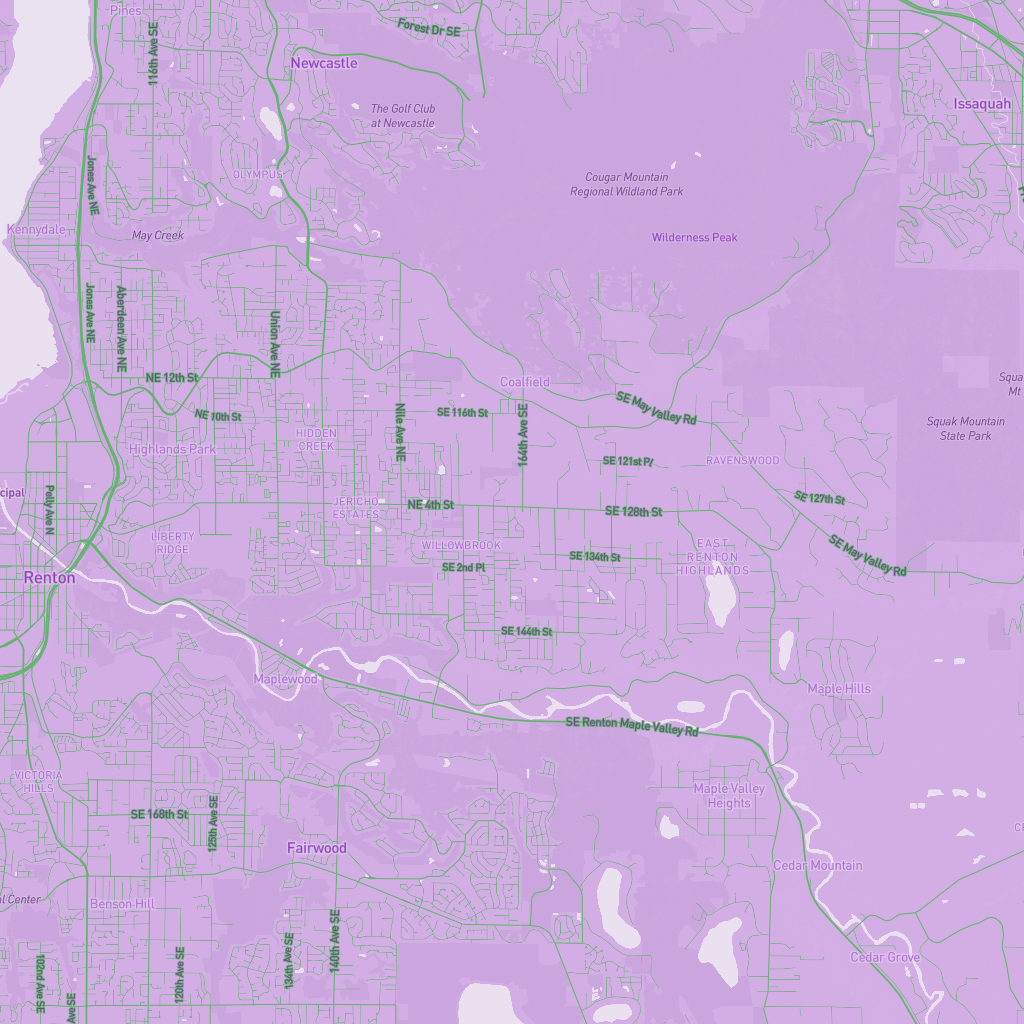 Pines
Forest Dr SE
116th Ave SE
Newcastle
The Golf Club
at Newcastle
Issaquah
Jones Ave NE
OLYMPUS
Cougar Mountain
Regional Wildland Park
Kennydale
May Creek
Wilderness Peak
Jones Ave NE
Aberdeen Ave NE
Union Ave NE
NE 12th St
Coalfield
Squa
Mt
NE 10th St
SE 116th St
SE May Valley Rd
Nile Ave NE
164th Ave SE
Squak Mountain
State Park
HIDDEN
CREEK
Highlands Park
SE 121st Pl
RAVENSWOOD
cipal
Pelly Ave N
JERICHO
ESTATES
NE 4th St
SE 128th St
SE 127th St
LIBERTY
RIDGE
WILLOWBROOK
SE 134th St
EAST
RENTON
HIGHLANDS
SE May Valley Rd
Renton
SE 2nd Pl
SE 144th St
Maplewood
Maple Hills
SE Renton Maple Valley Rd
VICTORIA
HILLS
Maple Valley
Heights
SE 168th St
125th Ave SE
Fairwood
Cedar Mountain
al Center
Benson Hill
102nd Ave SE
120th Ave SE
134th Ave SE
140th Ave SE
Cedar Grove
Ave SE